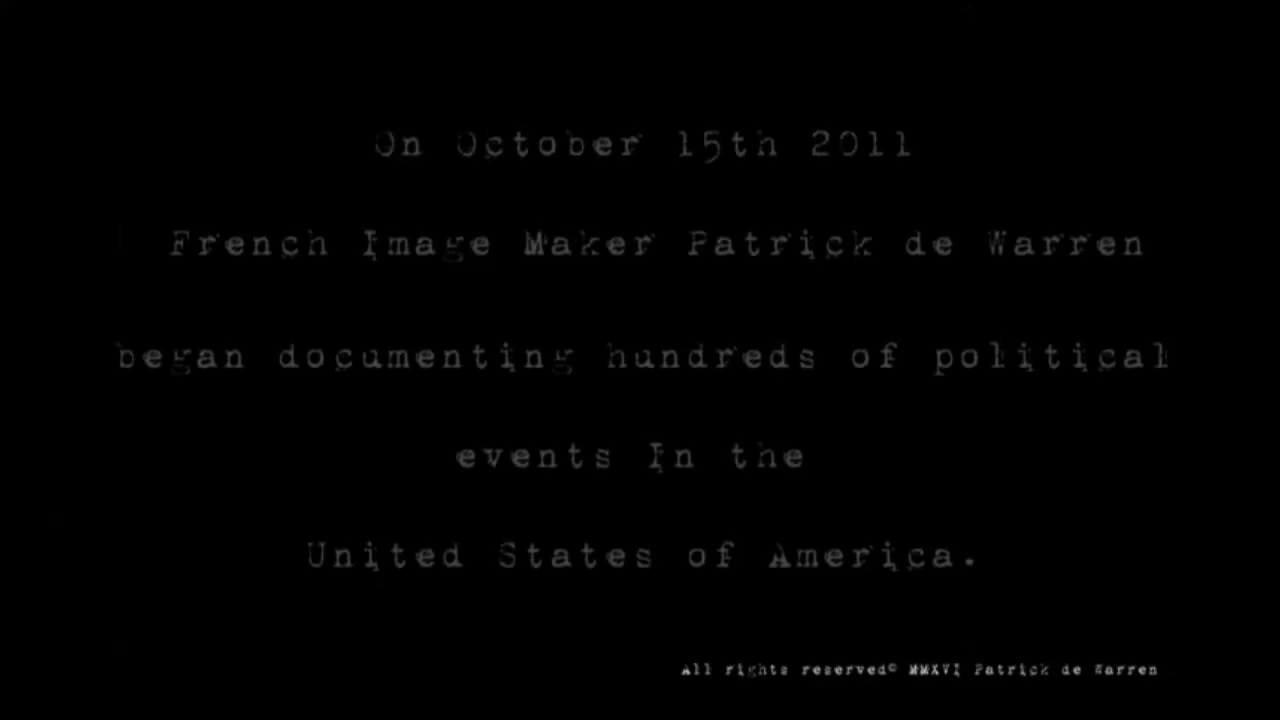 On October 15th 2011
French Image Maker Patrick de Warren
began documenting hundreds of political
events In the
United States of America.
All rights reserved© MMXVI Patrick de Warren